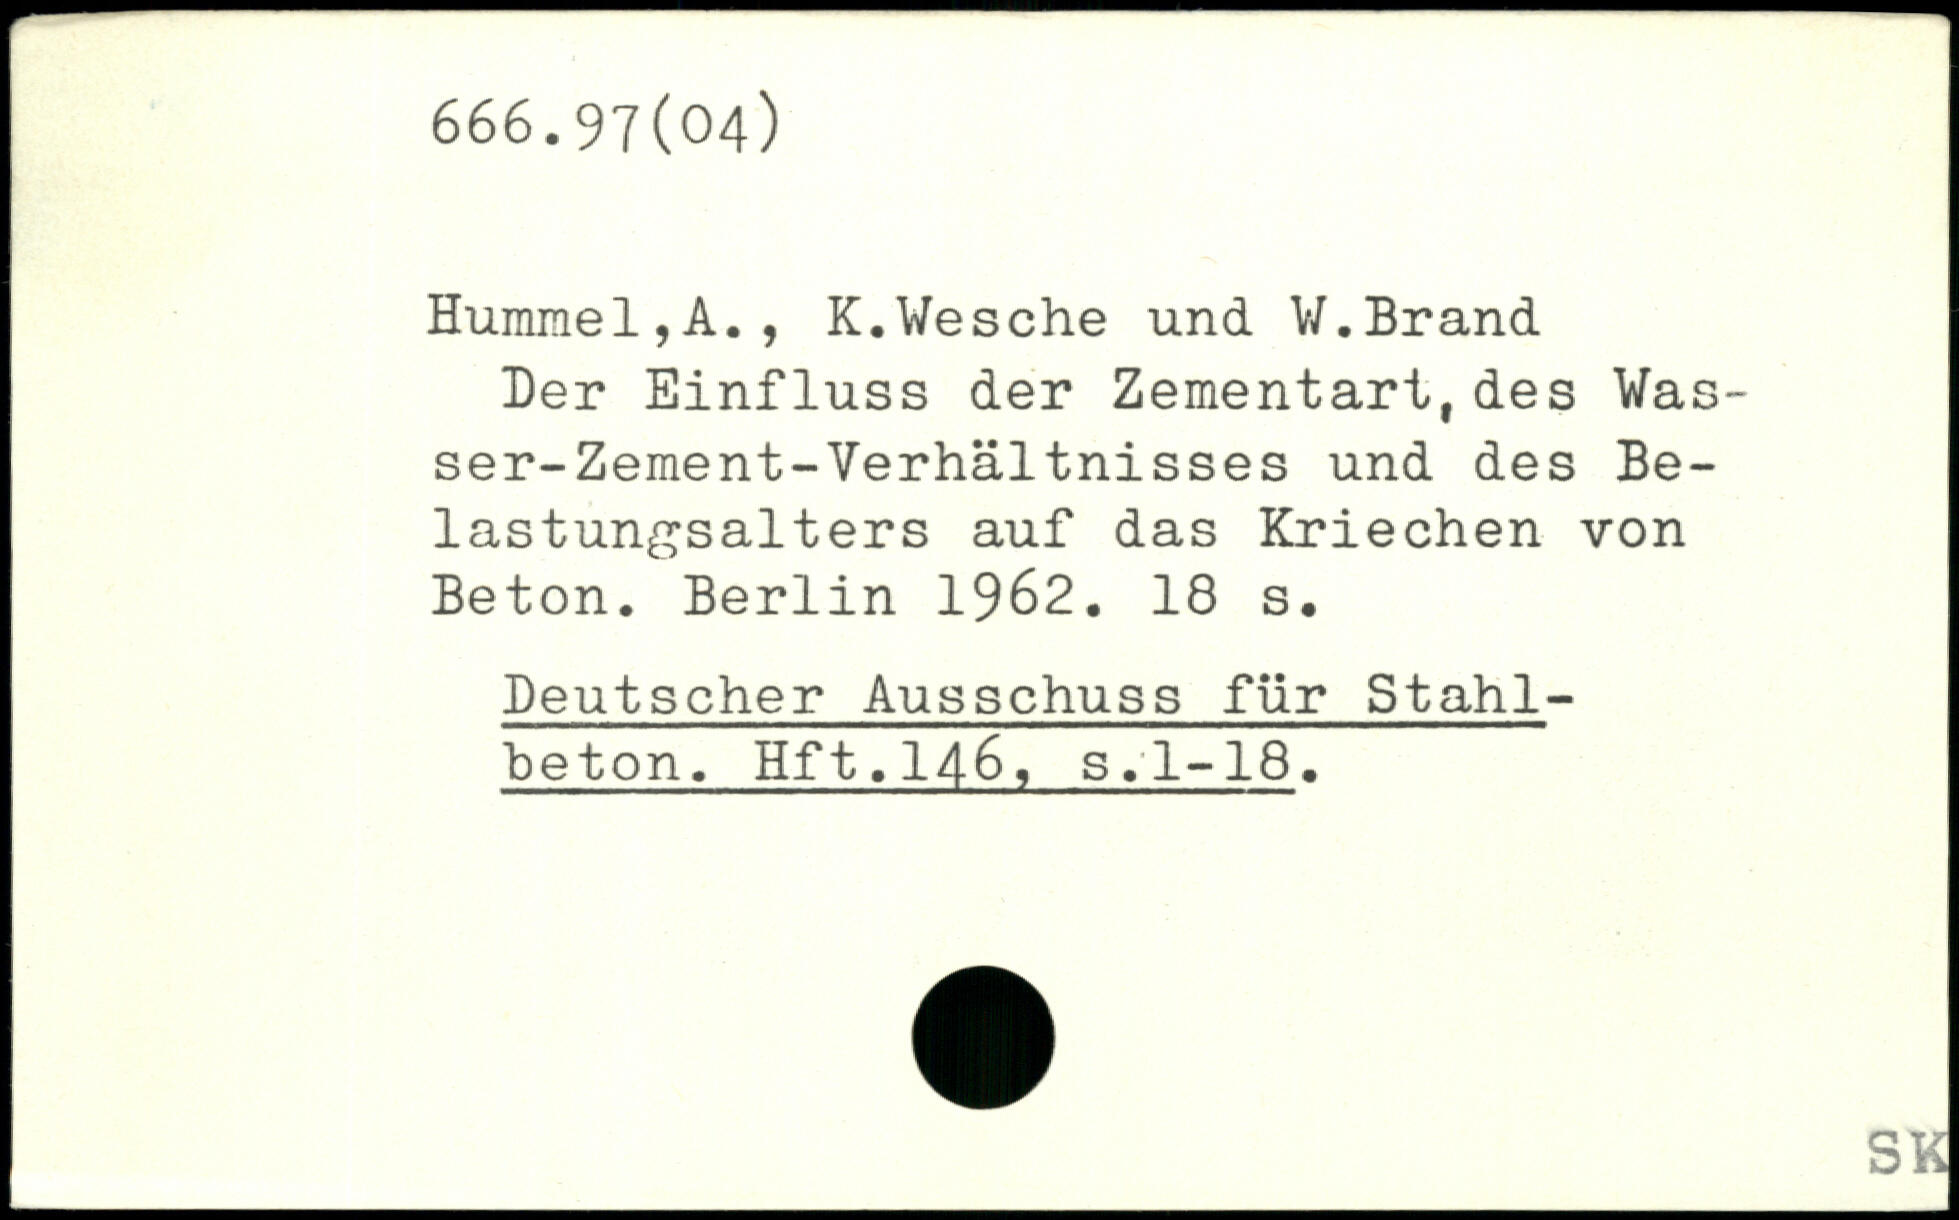 666.97(04)
Hummel,A., K.Wesche und W.Brand
Der Einfluss der Zementart, des Was-
ser-Zement-Verhältnisses und des Be-
lastungsalters auf das Kriechen von
Beton. Berlin 1962. 18 s.
Deutscher Ausschuss für Stahl-
beton. Hft.146, s.1-18.
SK